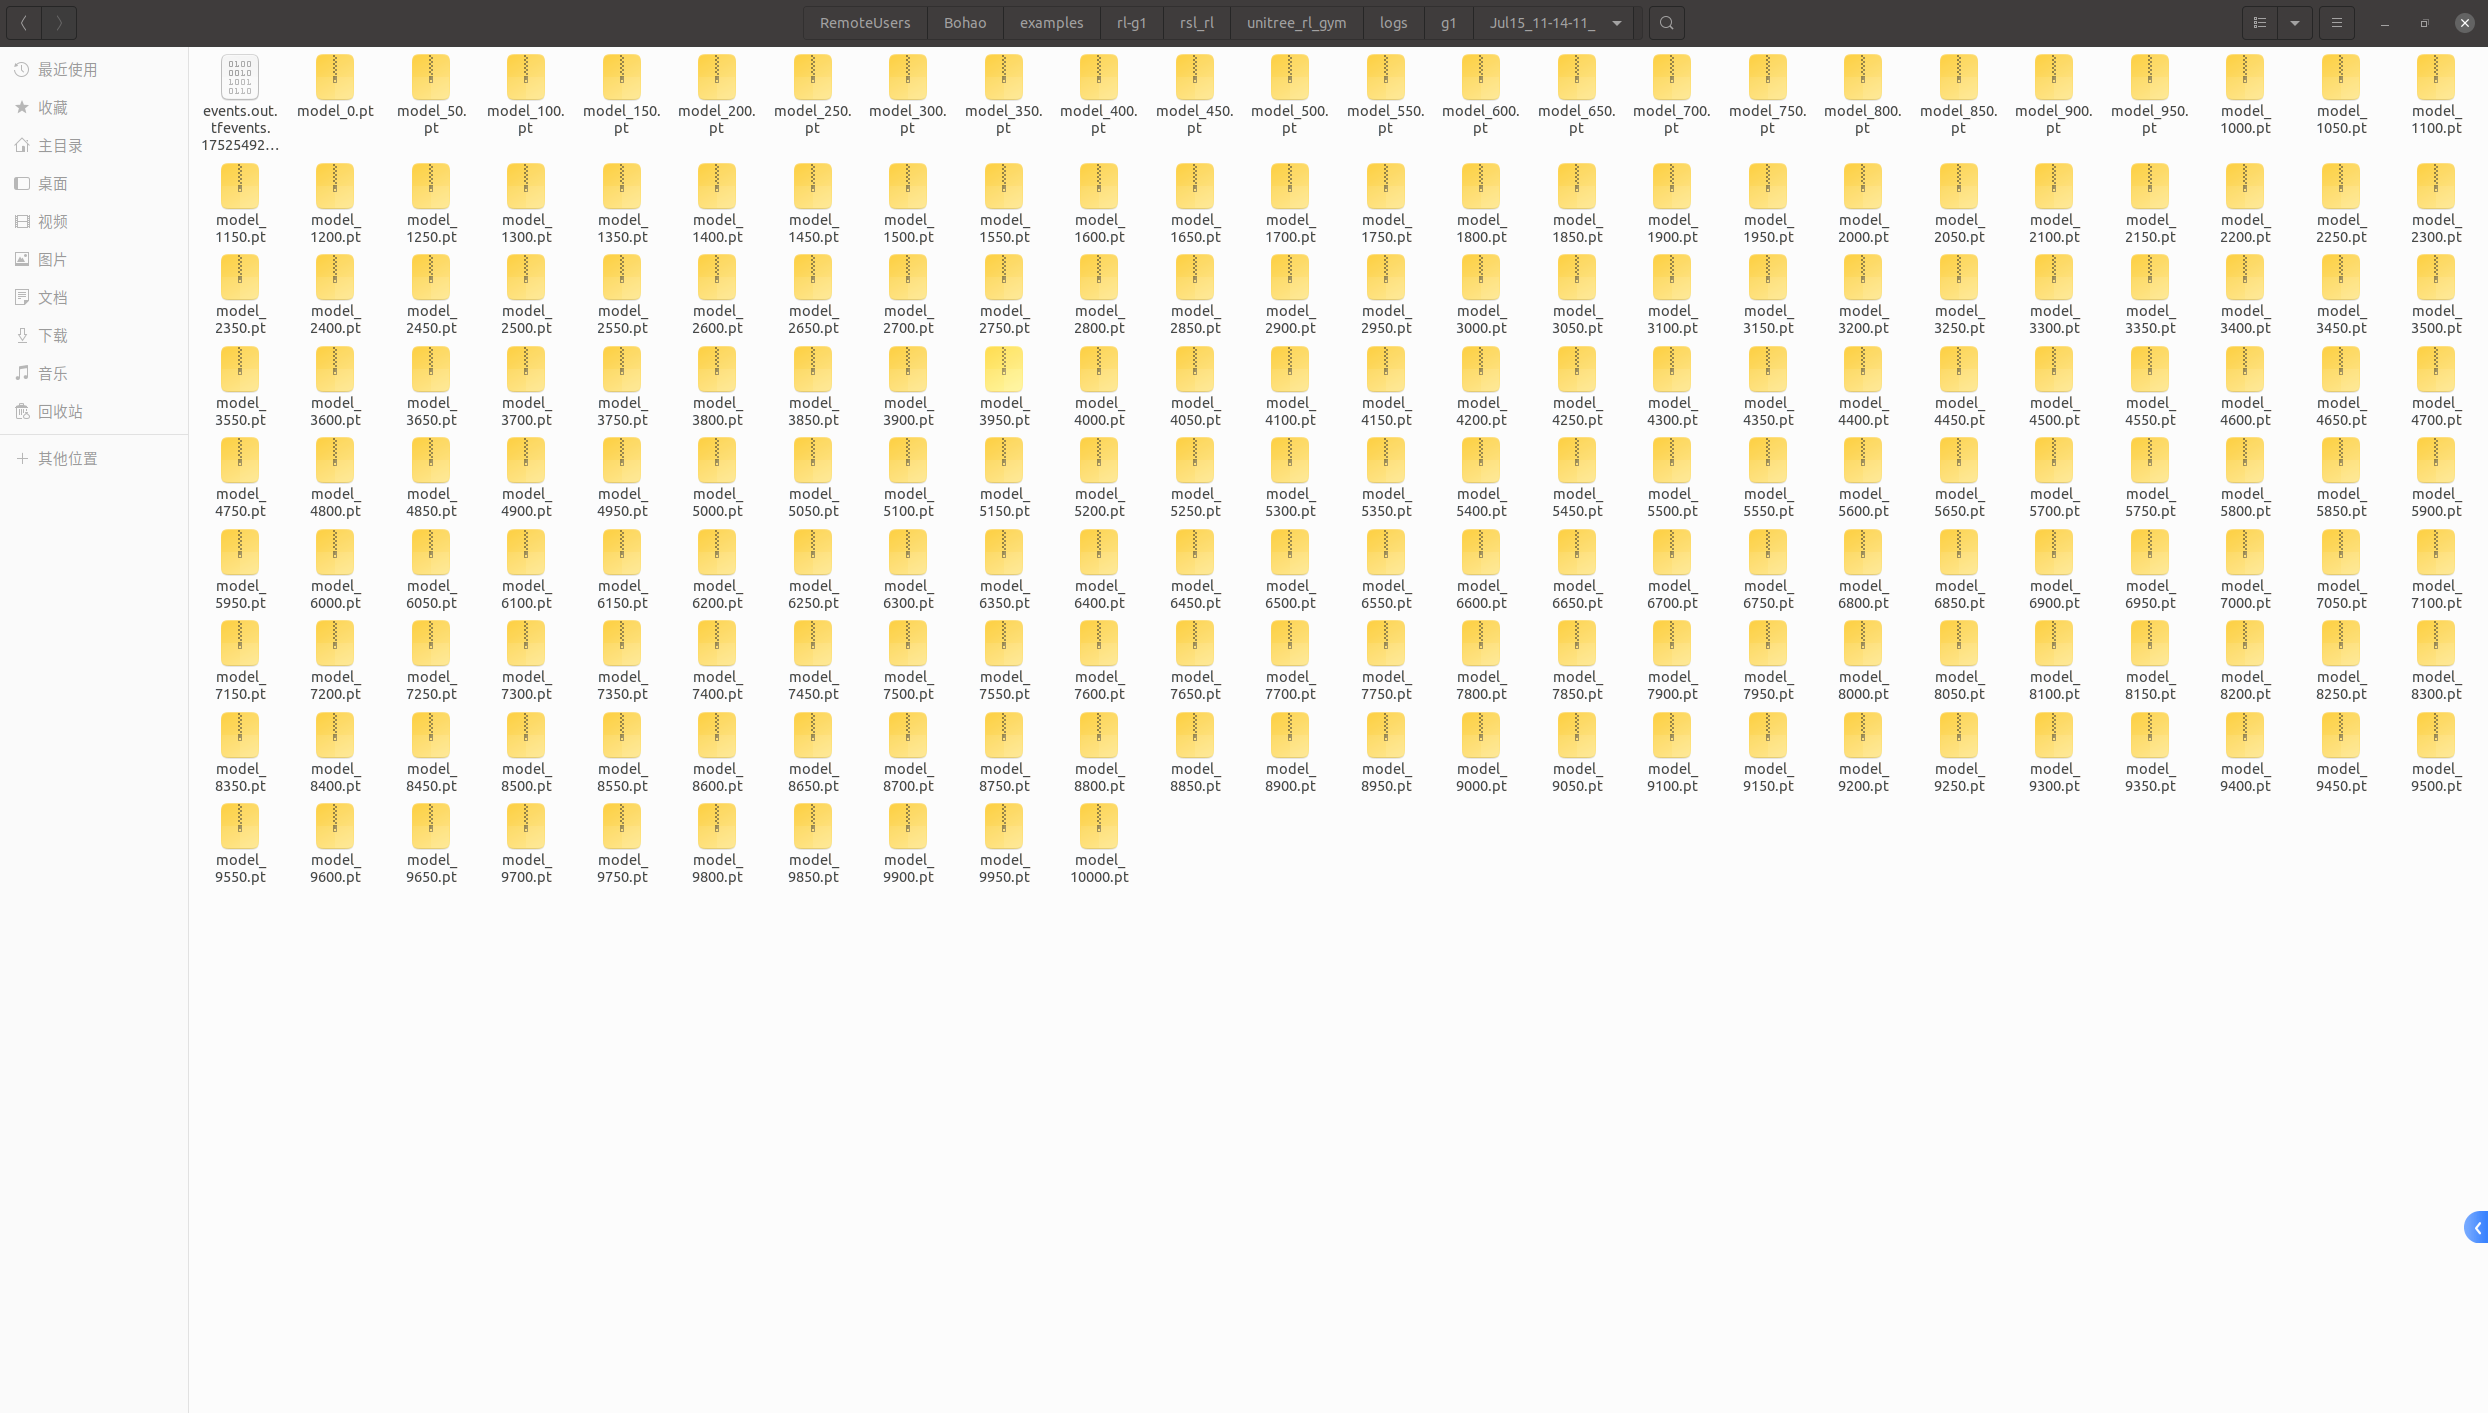 RemoteUsers Bohao examples rl-g1 rsl_rl unitree_rl_gym logs g1 Jul15_11-14-11_
最近使用
收藏
主目录
桌面
视频
图片
文档
下载
音乐
回收站
其他位置
events.out. model_0.pt model_50. model_100. model_150. model_200. model_250. model_300. model_350. model_400. model_450. model_500. model_550. model_600. model_650. model_700. model_750. model_800. model_850. model_900. model_950. model_ model_ model_
tfevents. pt pt pt pt pt pt pt pt pt pt pt pt pt pt pt pt pt pt pt 1000.pt 1050.pt 1100.pt
17525492…
model_ model_ model_ model_ model_ model_ model_ model_ model_ model_ model_ model_ model_ model_ model_ model_ model_ model_ model_ model_ model_ model_ model_ model_
1150.pt 1200.pt 1250.pt 1300.pt 1350.pt 1400.pt 1450.pt 1500.pt 1550.pt 1600.pt 1650.pt 1700.pt 1750.pt 1800.pt 1850.pt 1900.pt 1950.pt 2000.pt 2050.pt 2100.pt 2150.pt 2200.pt 2250.pt 2300.pt
model_ model_ model_ model_ model_ model_ model_ model_ model_ model_ model_ model_ model_ model_ model_ model_ model_ model_ model_ model_ model_ model_ model_ model_
2350.pt 2400.pt 2450.pt 2500.pt 2550.pt 2600.pt 2650.pt 2700.pt 2750.pt 2800.pt 2850.pt 2900.pt 2950.pt 3000.pt 3050.pt 3100.pt 3150.pt 3200.pt 3250.pt 3300.pt 3350.pt 3400.pt 3450.pt 3500.pt
model_ model_ model_ model_ model_ model_ model_ model_ model_ model_ model_ model_ model_ model_ model_ model_ model_ model_ model_ model_ model_ model_ model_ model_
3550.pt 3600.pt 3650.pt 3700.pt 3750.pt 3800.pt 3850.pt 3900.pt 3950.pt 4000.pt 4050.pt 4100.pt 4150.pt 4200.pt 4250.pt 4300.pt 4350.pt 4400.pt 4450.pt 4500.pt 4550.pt 4600.pt 4650.pt 4700.pt
model_ model_ model_ model_ model_ model_ model_ model_ model_ model_ model_ model_ model_ model_ model_ model_ model_ model_ model_ model_ model_ model_ model_ model_
4750.pt 4800.pt 4850.pt 4900.pt 4950.pt 5000.pt 5050.pt 5100.pt 5150.pt 5200.pt 5250.pt 5300.pt 5350.pt 5400.pt 5450.pt 5500.pt 5550.pt 5600.pt 5650.pt 5700.pt 5750.pt 5800.pt 5850.pt 5900.pt
model_ model_ model_ model_ model_ model_ model_ model_ model_ model_ model_ model_ model_ model_ model_ model_ model_ model_ model_ model_ model_ model_ model_ model_
5950.pt 6000.pt 6050.pt 6100.pt 6150.pt 6200.pt 6250.pt 6300.pt 6350.pt 6400.pt 6450.pt 6500.pt 6550.pt 6600.pt 6650.pt 6700.pt 6750.pt 6800.pt 6850.pt 6900.pt 6950.pt 7000.pt 7050.pt 7100.pt
model_ model_ model_ model_ model_ model_ model_ model_ model_ model_ model_ model_ model_ model_ model_ model_ model_ model_ model_ model_ model_ model_ model_ model_
7150.pt 7200.pt 7250.pt 7300.pt 7350.pt 7400.pt 7450.pt 7500.pt 7550.pt 7600.pt 7650.pt 7700.pt 7750.pt 7800.pt 7850.pt 7900.pt 7950.pt 8000.pt 8050.pt 8100.pt 8150.pt 8200.pt 8250.pt 8300.pt
model_ model_ model_ model_ model_ model_ model_ model_ model_ model_ model_ model_ model_ model_ model_ model_ model_ model_ model_ model_ model_ model_ model_ model_
8350.pt 8400.pt 8450.pt 8500.pt 8550.pt 8600.pt 8650.pt 8700.pt 8750.pt 8800.pt 8850.pt 8900.pt 8950.pt 9000.pt 9050.pt 9100.pt 9150.pt 9200.pt 9250.pt 9300.pt 9350.pt 9400.pt 9450.pt 9500.pt
model_ model_ model_ model_ model_ model_ model_ model_ model_ model_
9550.pt 9600.pt 9650.pt 9700.pt 9750.pt 9800.pt 9850.pt 9900.pt 9950.pt 10000.pt